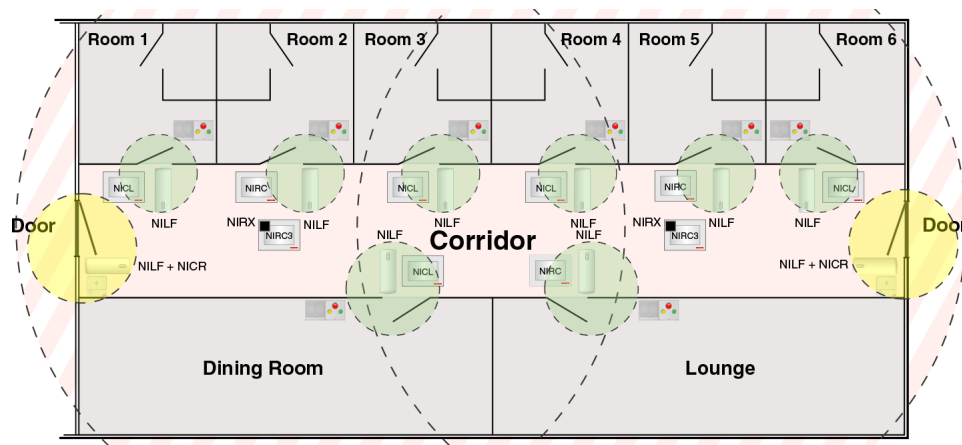 Room 1
Room 2
Room 3
Room 4
Room 5
Room 6
NICL
NIRC
NICL
NICL
NIRC
NICL
NILF
NIRX
NILF
NILF
NILF
NIRX
NILF
NILF
Door
NIRC3
NILF
Corridor
NILF
NIRC3
Door
NILF + NICR
NICL
NIRC
NILF + NICR
Dining Room
Lounge